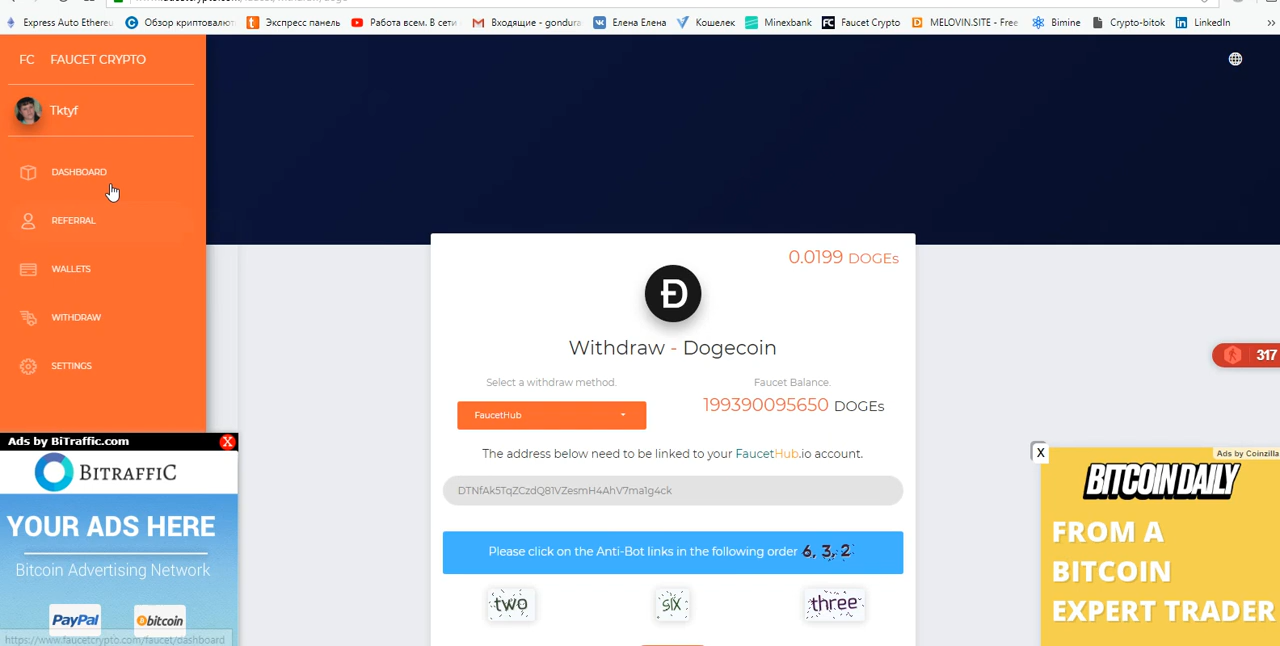 Express Auto Ethereu
Обзор криптовалют
Экспресс панель
Работа всем. В сети
Входящие - gondura
Елена Елена
Кошелек
Minexbank
Faucet Crypto
MELOVIN.SITE - Free
Bimine
Crypto-bitok
LinkedIn
»
FC FAUCET CRYPTO
Tktyf
DASHBOARD
REFERRAL
WALLETS
WITHDRAW
SETTINGS
0.0199 DOGEs
Withdraw - Dogecoin
Select a withdraw method.
FaucetHub
Faucet Balance.
199390095650 DOGEs
The address below need to be linked to your FaucetHub.io account.
DTNfAk5TqZCzdQ81VZesmH4AhV7ma1g4ck
Please click on the Anti-Bot links in the following order 6, 3, 2
two
six
three
317
Ads by BiTraffic.com X
BITRAFFIC
YOUR ADS HERE
Bitcoin Advertising Network
PayPal
bitcoin
https://www.faucetcrypto.com/faucet/dashboard
X
Ads by Coinzilla
BITCOIN DAILY
FROM A
BITCOIN
EXPERT TRADER